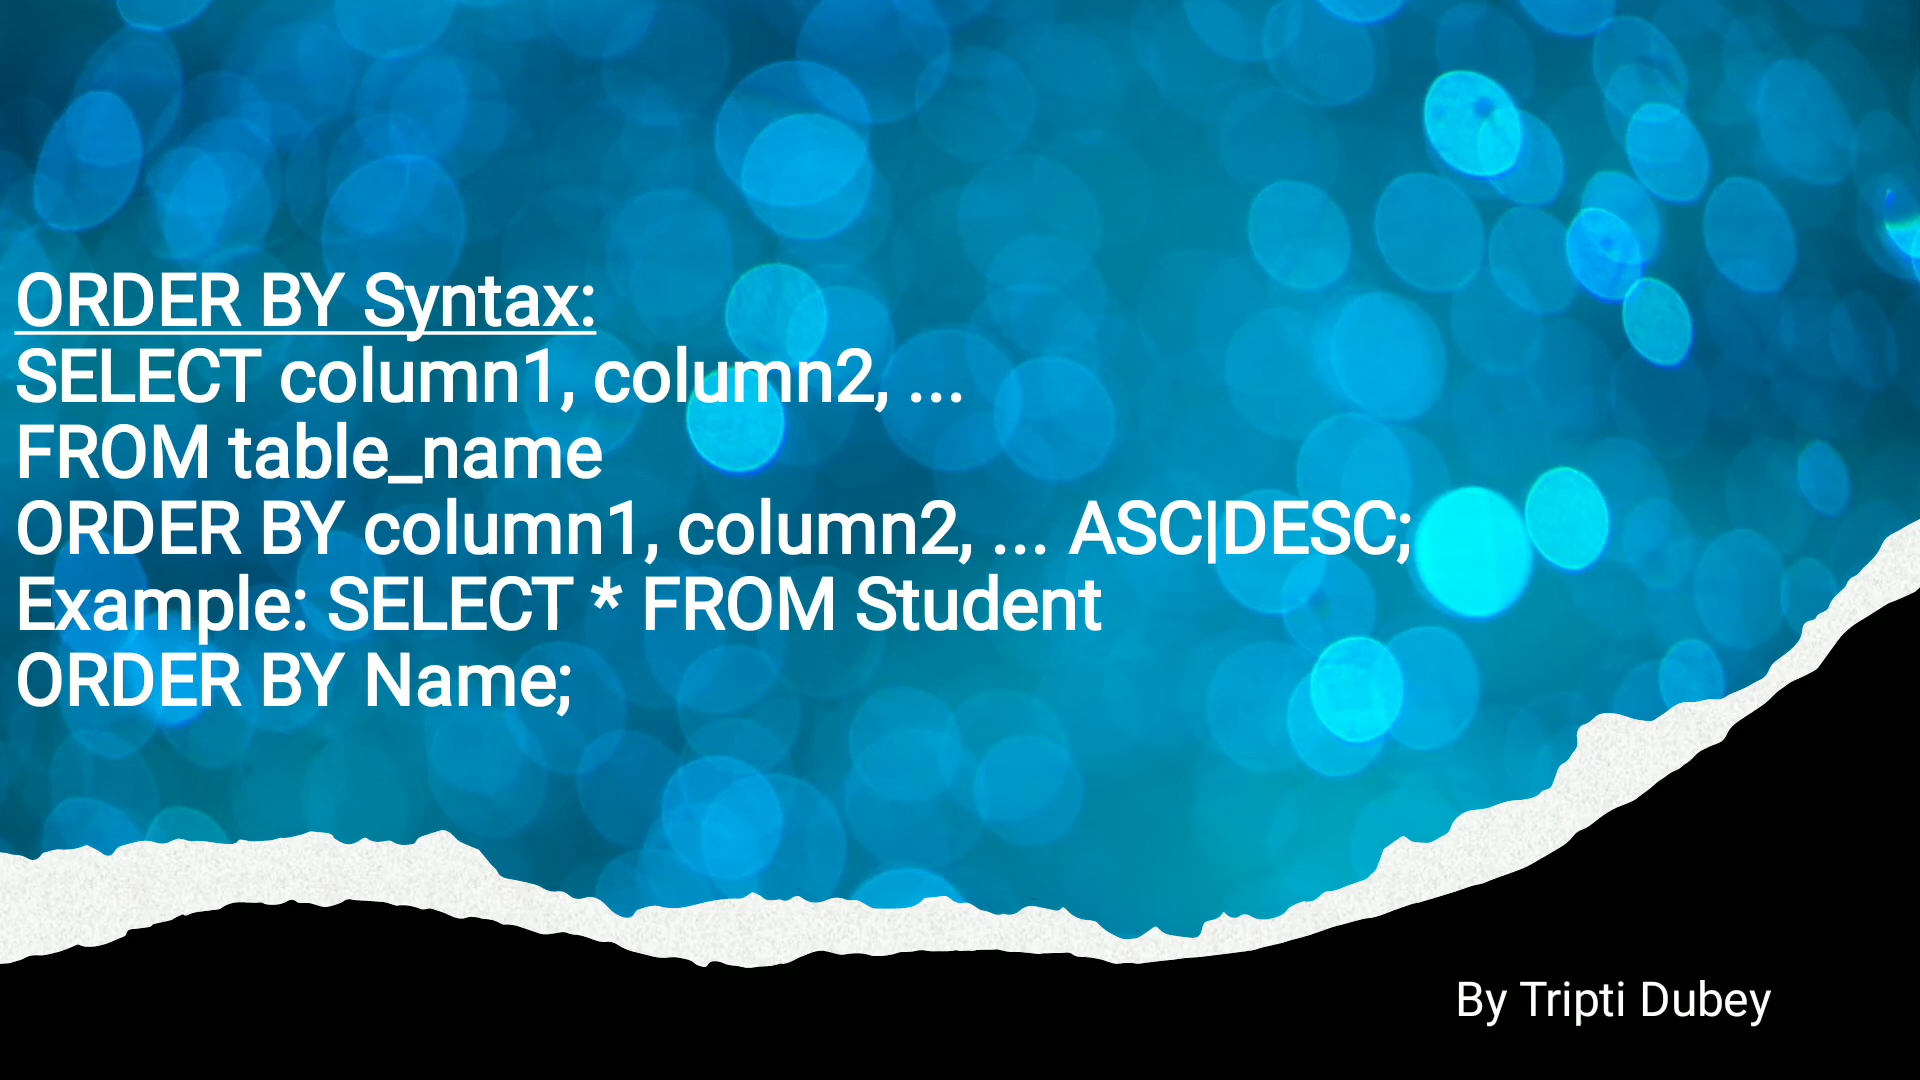 ORDER BY Syntax:
SELECT column1, column2, ...
FROM table_name
ORDER BY column1, column2, ... ASC|DESC;
Example: SELECT * FROM Student
ORDER BY Name;
By Tripti Dubey